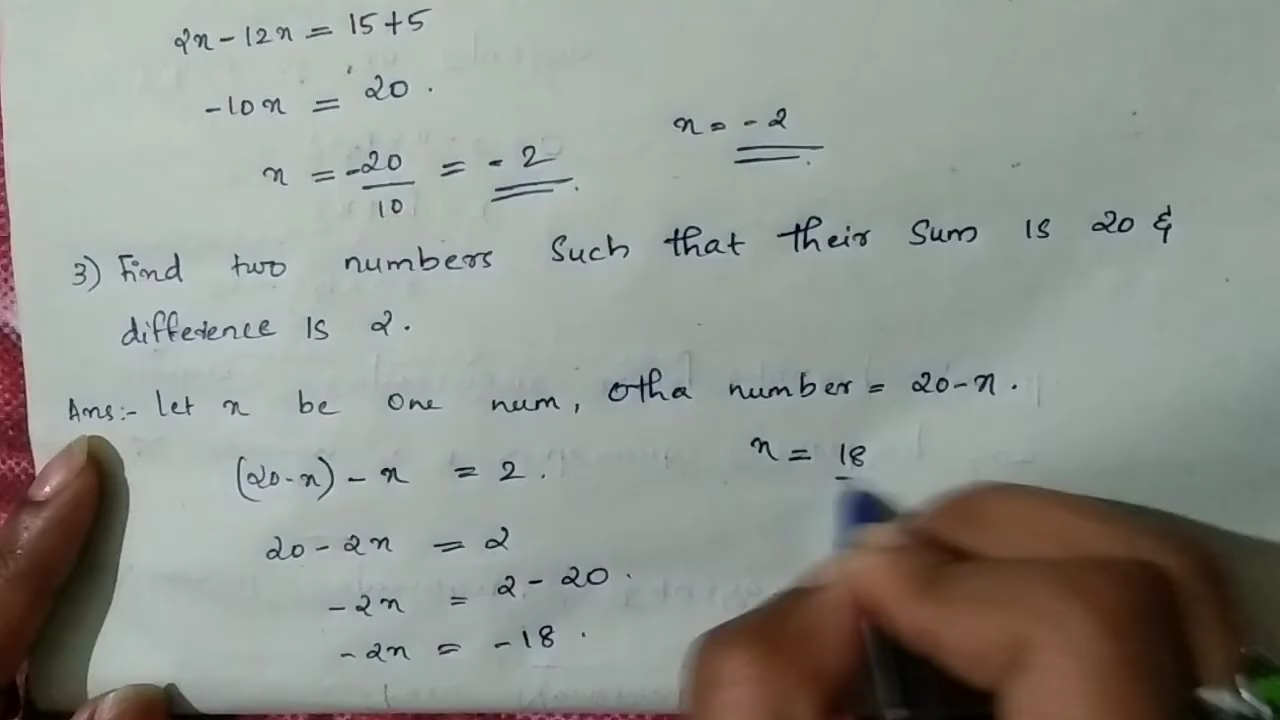 2x - 12x = 15 + 5
-10x = 20.
x = -20/10 = -2.
x = -2.
3) Find two numbers Such that their Sum is 20 &
difference is 2.
Ans:- let x be one num, otha number = 20-x.
(20-x) - x = 2.
x = 18
20 - 2x = 2
-2x = 2 - 20.
-2x = -18.